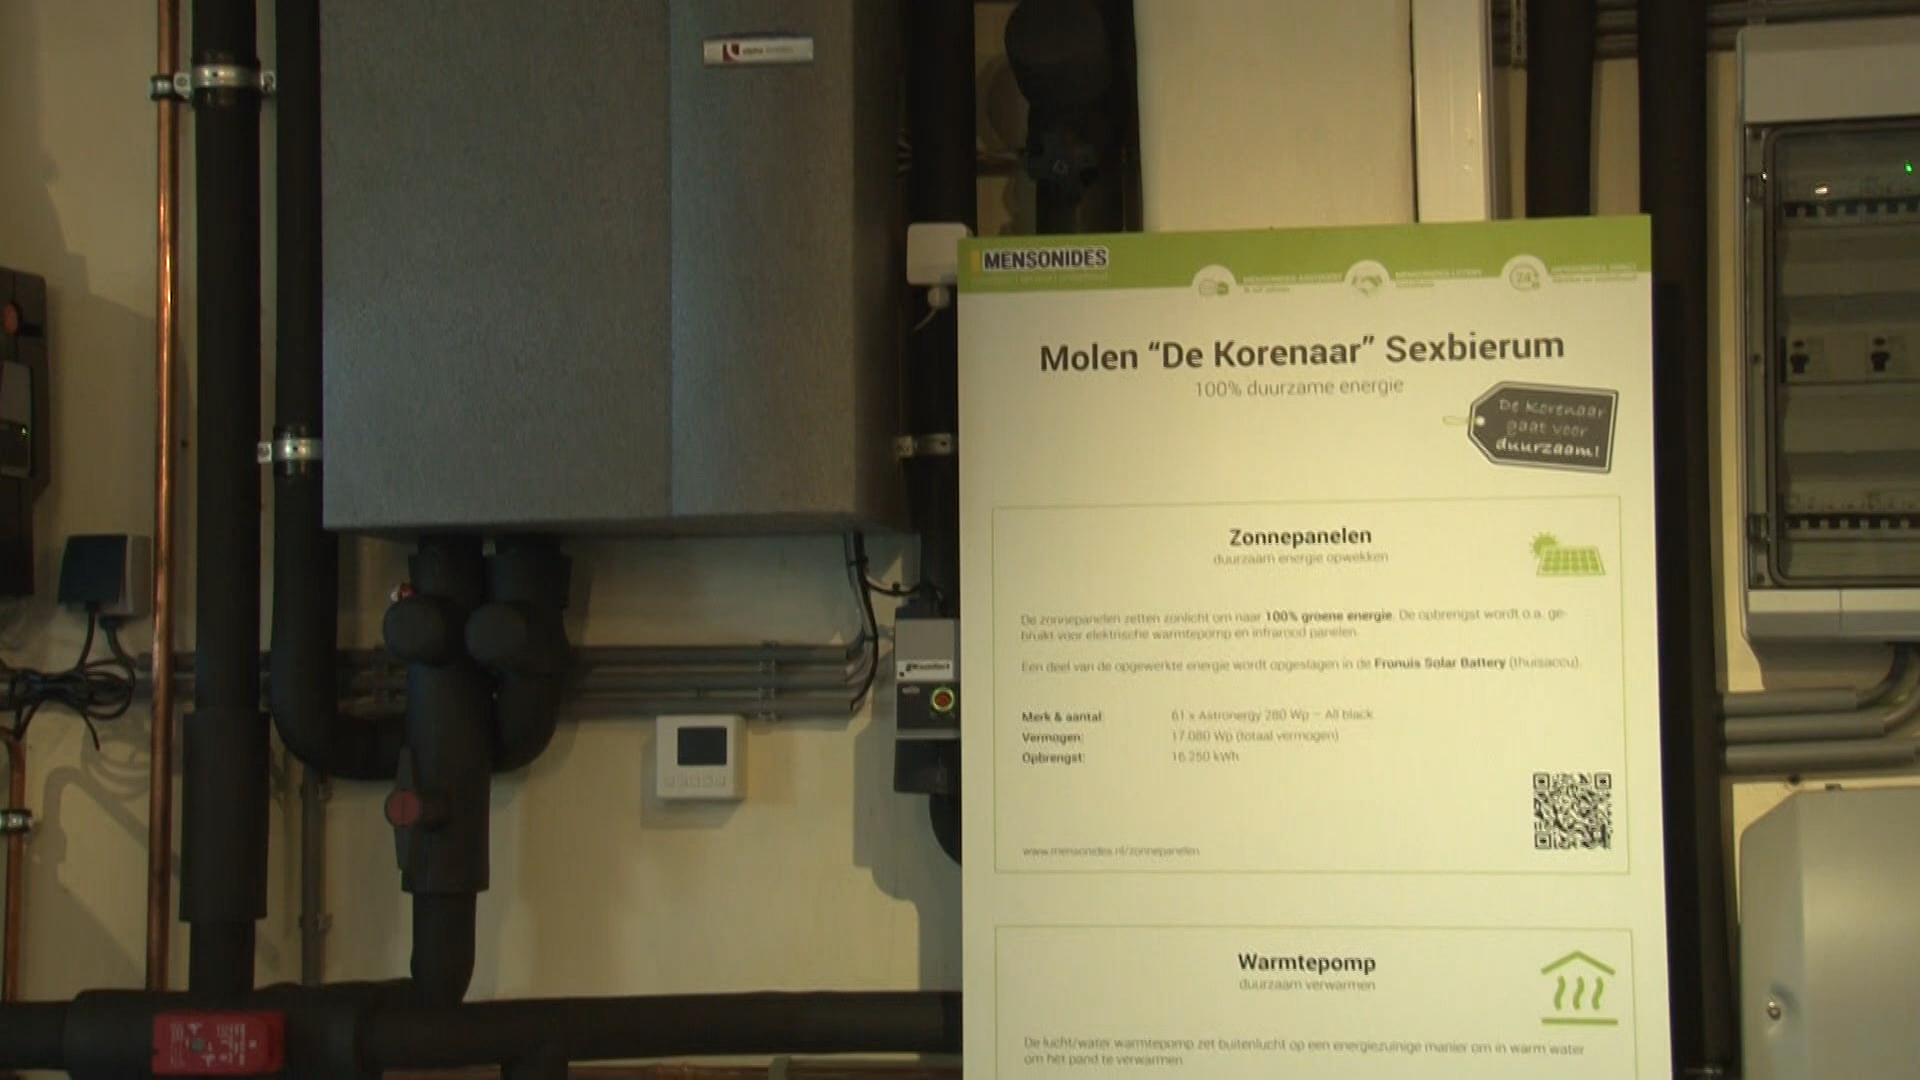 MENSONIDES
Molen “De Korenaar” Sexbierum
100% duurzame energie
De Korenaar
gaat voor
duurzaam!
Zonnepanelen
duurzaam energie opwekken
De zonnepanelen zetten zonlicht om naar 100% groene energie. De opbrengst wordt o.a. ge-
bruikt voor elektrische warmtepomp en infrarood panelen.
Een deel van de opgewerkte energie wordt opgeslagen in de Fronuis Solar Battery (thuisaccu).
Merk & aantal: 61 x Astronergy 280 Wp – All black
Vermogen: 17.080 Wp (totaal vermogen)
Opbrengst: 16.250 kWh
www.mensonides.nl/zonnepanelen
Warmtepomp
duurzaam verwarmen
De lucht/water warmtepomp zet buitenlucht op een energiezuinige manier om in warm water
om het pand te verwarmen